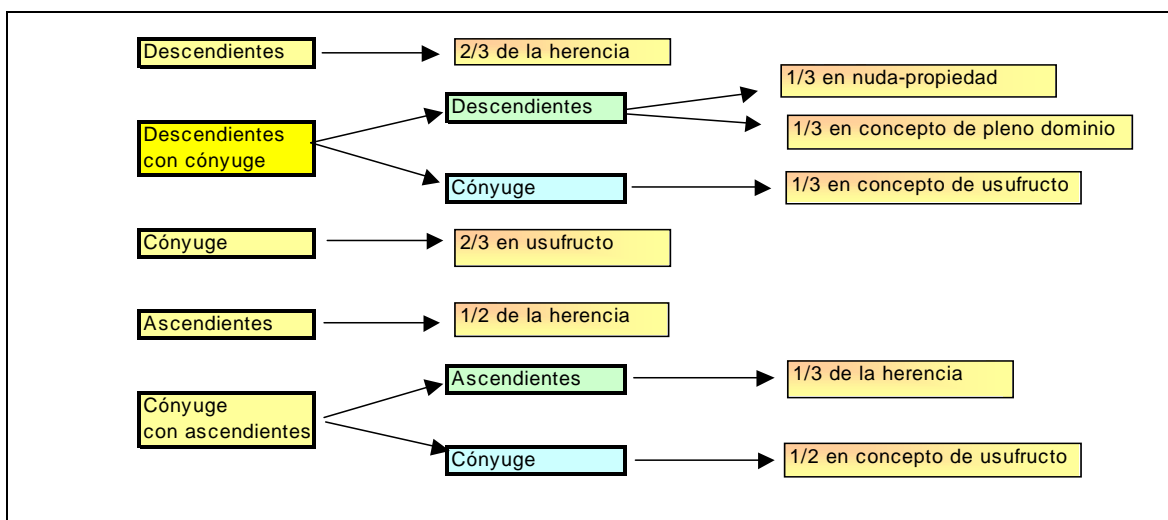 Descendientes
2/3 de la herencia
Descendientes
con cónyuge
Descendientes
1/3 en nuda-propiedad
1/3 en concepto de pleno dominio
Cónyuge
1/3 en concepto de usufructo
Cónyuge
2/3 en usufructo
Ascendientes
1/2 de la herencia
Cónyuge
con ascendientes
Ascendientes
1/3 de la herencia
Cónyuge
1/2 en concepto de usufructo